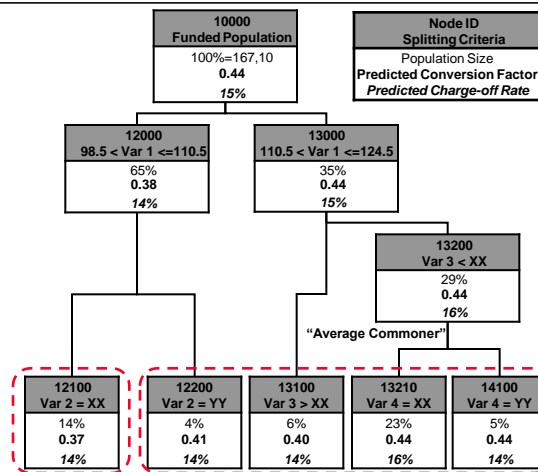 10000
Funded Population
100%=167,10
0.44
15%
Node ID
Splitting Criteria
Population Size
Predicted Conversion Factor
Predicted Charge-off Rate
12000
98.5 < Var 1 <=110.5
65%
0.38
14%
13000
110.5 < Var 1 <=124.5
35%
0.44
15%
13200
Var 3 < XX
29%
0.44
16%
“Average Commoner”
12100
Var 2 = XX
14%
0.37
14%
12200
Var 2 = YY
4%
0.41
14%
13100
Var 3 > XX
6%
0.40
14%
13210
Var 4 = XX
23%
0.44
16%
14100
Var 4 = YY
5%
0.44
14%